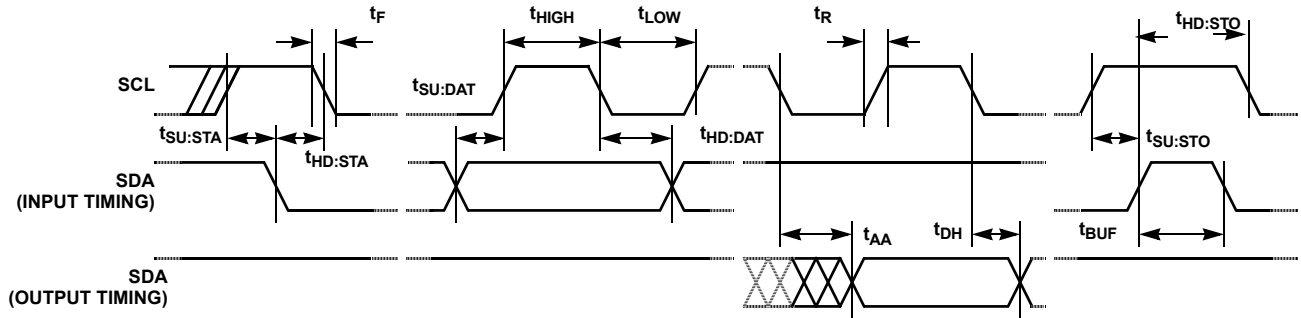 tF
tHIGH
tLOW
tR
tHD:STO
SCL
tSU:DAT
tSU:STA
tHD:STA
tHD:DAT
tSU:STO
SDA
(INPUT TIMING)
tAA
tDH
tBUF
SDA
(OUTPUT TIMING)